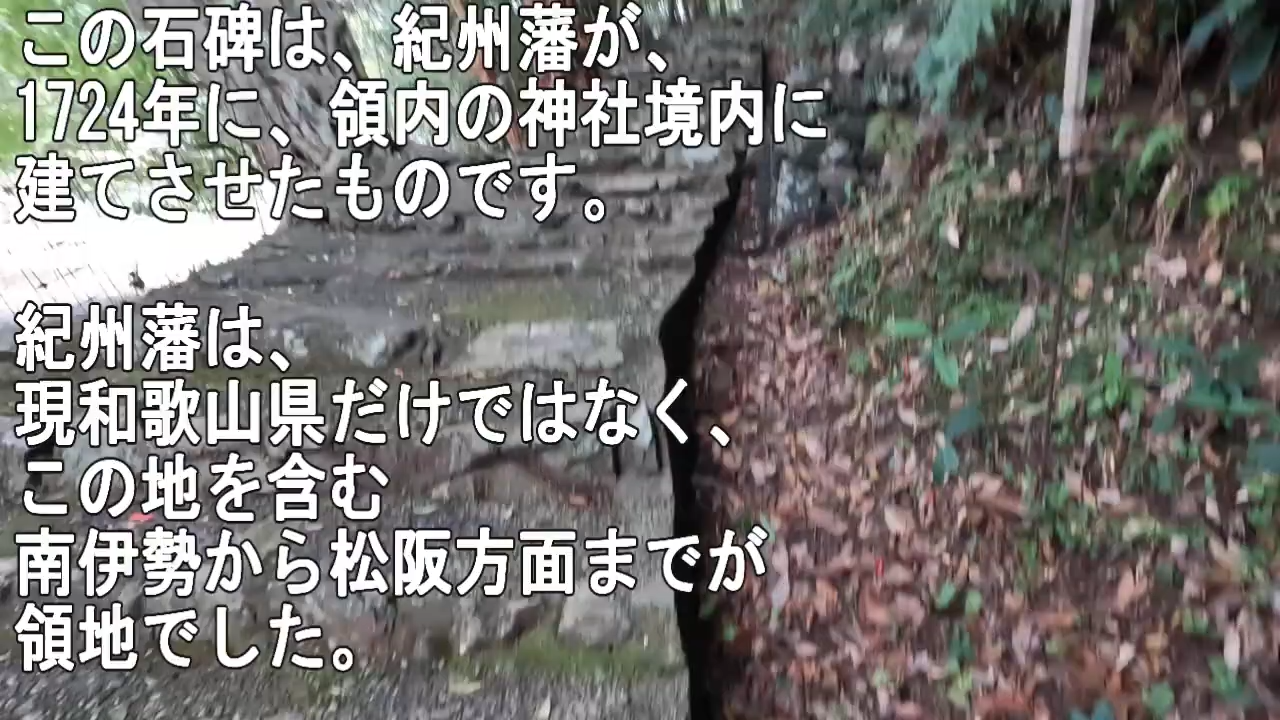 この石碑は、紀州藩が、
1724年に、領内の神社境内に
建てさせたものです。
紀州藩は、
現和歌山県だけではなく、
この地を含む
南伊勢から松阪方面までが
領地でした。